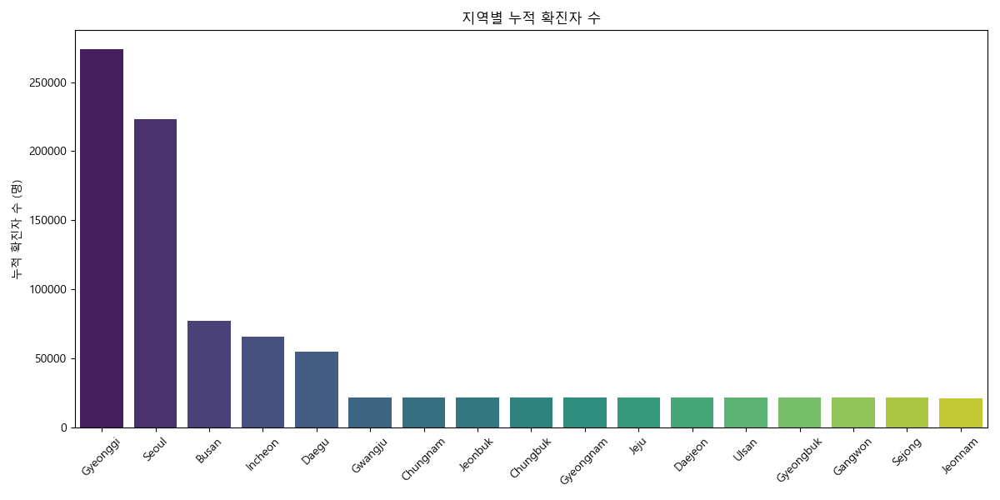 지역별 누적 확진자 수
누적 확진자 수 (명)
250000
200000
150000
100000
50000
0
Gyeonggi
Seoul
Busan
Incheon
Daegu
Gwangju
Chungnam
Jeonbuk
Chungbuk
Gyeongnam
Jeju
Daejeon
Ulsan
Gyeongbuk
Gangwon
Sejong
Jeonnam